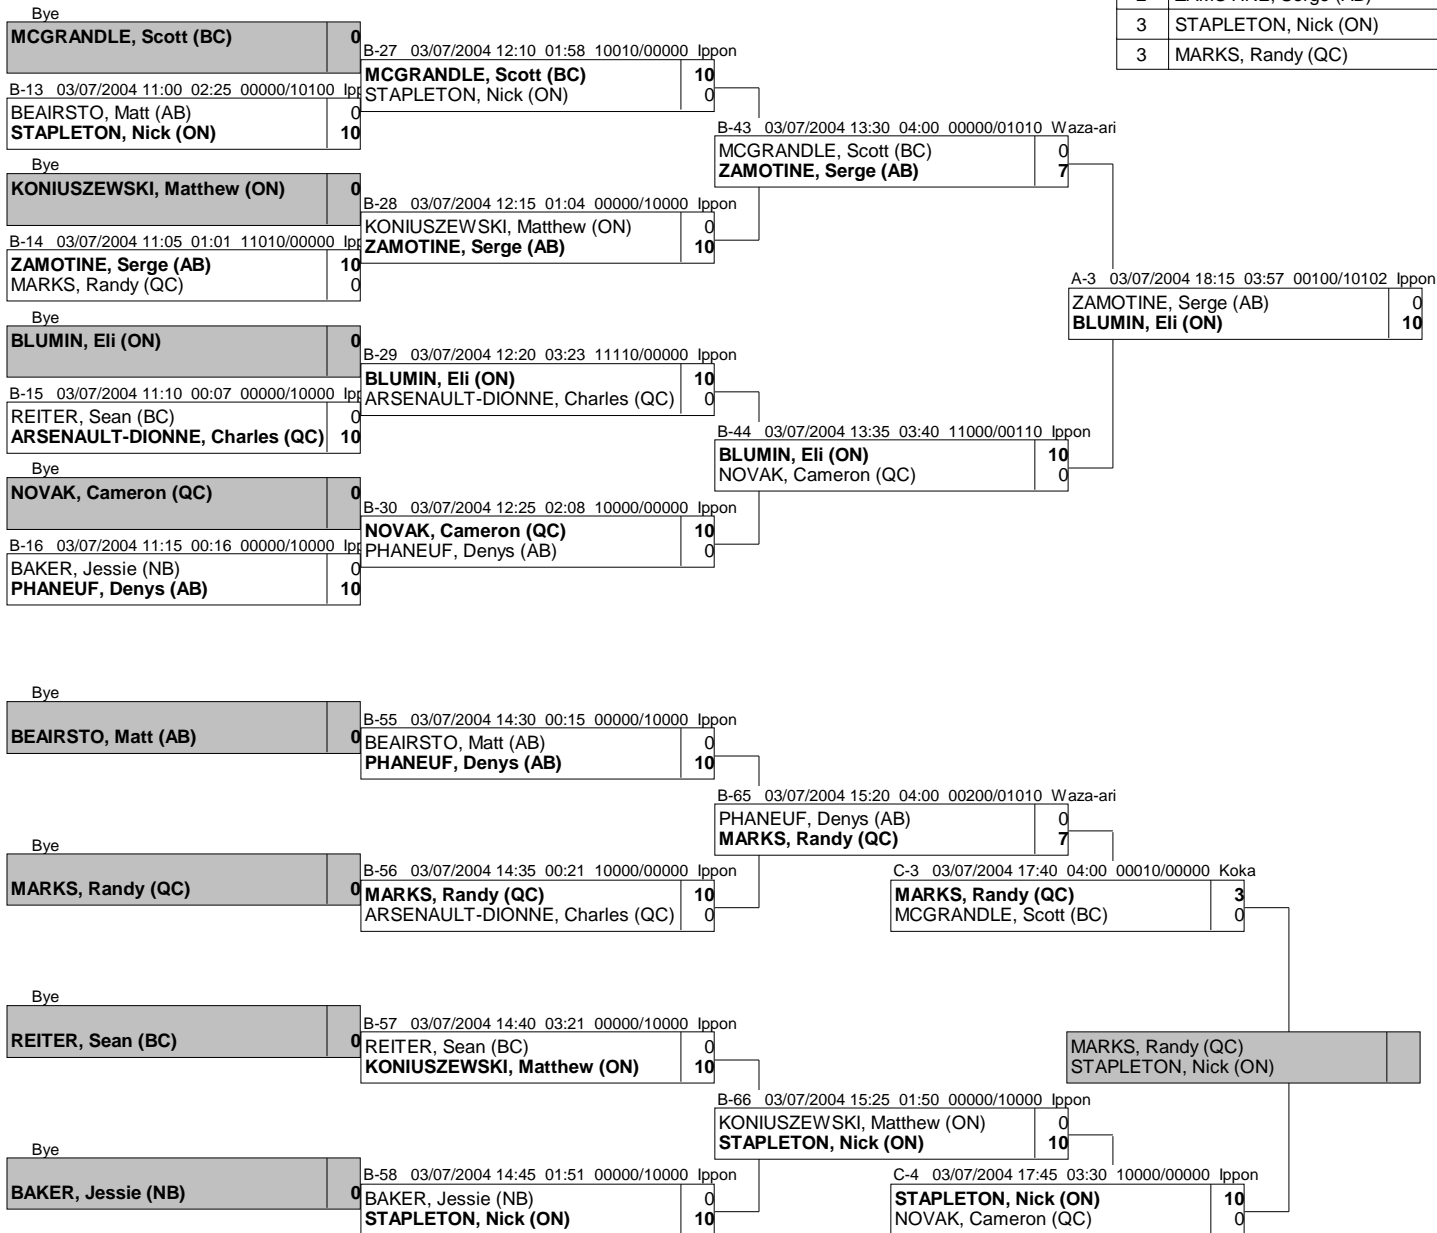 2 ZAMOTINE, Serge (AB)
3 STAPLETON, Nick (ON)
3 MARKS, Randy (QC)
Bye
MCGRANDLE, Scott (BC) 0
B-13 03/07/2004 11:00 02:25 00000/10100 Ipp
BEAIRSTO, Matt (AB) 0
STAPLETON, Nick (ON) 10
Bye
KONIUSZEWSKI, Matthew (ON) 0
B-14 03/07/2004 11:05 01:01 11010/00000 Ipp
ZAMOTINE, Serge (AB) 10
MARKS, Randy (QC) 0
Bye
BLUMIN, Eli (ON) 0
B-15 03/07/2004 11:10 00:07 00000/10000 Ipp
REITER, Sean (BC) 0
ARSENAULT-DIONNE, Charles (QC) 10
Bye
NOVAK, Cameron (QC) 0
B-16 03/07/2004 11:15 00:16 00000/10000 Ipp
BAKER, Jessie (NB) 0
PHANEUF, Denys (AB) 10
B-27 03/07/2004 12:10 01:58 10010/00000 Ippon
MCGRANDLE, Scott (BC) 10
STAPLETON, Nick (ON) 0
B-28 03/07/2004 12:15 01:04 00000/10000 Ippon
KONIUSZEWSKI, Matthew (ON) 0
ZAMOTINE, Serge (AB) 10
B-29 03/07/2004 12:20 03:23 11110/00000 Ippon
BLUMIN, Eli (ON) 10
ARSENAULT-DIONNE, Charles (QC) 0
B-30 03/07/2004 12:25 02:08 10000/00000 Ippon
NOVAK, Cameron (QC) 10
PHANEUF, Denys (AB) 0
B-43 03/07/2004 13:30 04:00 00000/01010 Waza-ari
MCGRANDLE, Scott (BC) 0
ZAMOTINE, Serge (AB) 7
B-44 03/07/2004 13:35 03:40 11000/00110 Ippon
BLUMIN, Eli (ON) 10
NOVAK, Cameron (QC) 0
A-3 03/07/2004 18:15 03:57 00100/10102 Ippon
ZAMOTINE, Serge (AB) 0
BLUMIN, Eli (ON) 10
Bye
BEAIRSTO, Matt (AB) 0
Bye
MARKS, Randy (QC) 0
Bye
REITER, Sean (BC) 0
Bye
BAKER, Jessie (NB) 0
B-55 03/07/2004 14:30 00:15 00000/10000 Ippon
BEAIRSTO, Matt (AB) 0
PHANEUF, Denys (AB) 10
B-56 03/07/2004 14:35 00:21 10000/00000 Ippon
MARKS, Randy (QC) 10
ARSENAULT-DIONNE, Charles (QC) 0
B-57 03/07/2004 14:40 03:21 00000/10000 Ippon
REITER, Sean (BC) 0
KONIUSZEWSKI, Matthew (ON) 10
B-58 03/07/2004 14:45 01:51 00000/10000 Ippon
BAKER, Jessie (NB) 0
STAPLETON, Nick (ON) 10
B-65 03/07/2004 15:20 04:00 00200/01010 Waza-ari
PHANEUF, Denys (AB) 0
MARKS, Randy (QC) 7
B-66 03/07/2004 15:25 01:50 00000/10000 Ippon
KONIUSZEWSKI, Matthew (ON) 0
STAPLETON, Nick (ON) 10
C-3 03/07/2004 17:40 04:00 00010/00000 Koka
MARKS, Randy (QC) 3
MCGRANDLE, Scott (BC) 0
C-4 03/07/2004 17:45 03:30 10000/00000 Ippon
STAPLETON, Nick (ON) 10
NOVAK, Cameron (QC) 0
MARKS, Randy (QC)
STAPLETON, Nick (ON)